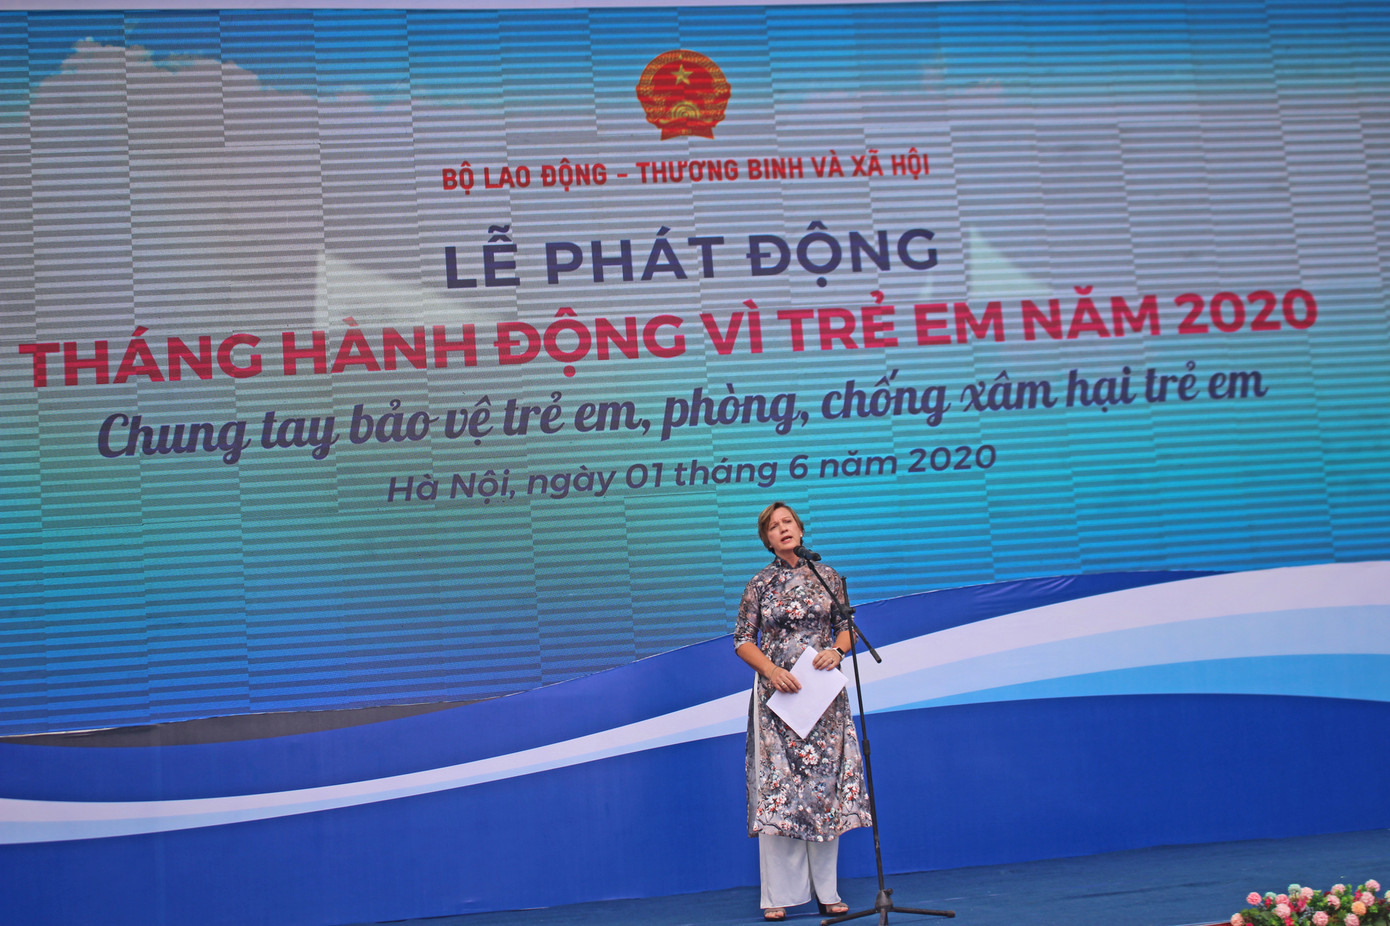 BỘ LAO ĐỘNG - THƯƠNG BINH VÀ XÃ HỘI
LỄ PHÁT ĐỘNG
THÁNG HÀNH ĐỘNG VÌ TRẺ EM NĂM 2020
Chung tay bảo vệ trẻ em, phòng, chống xâm hại trẻ em
Hà Nội, ngày 01 tháng 6 năm 2020